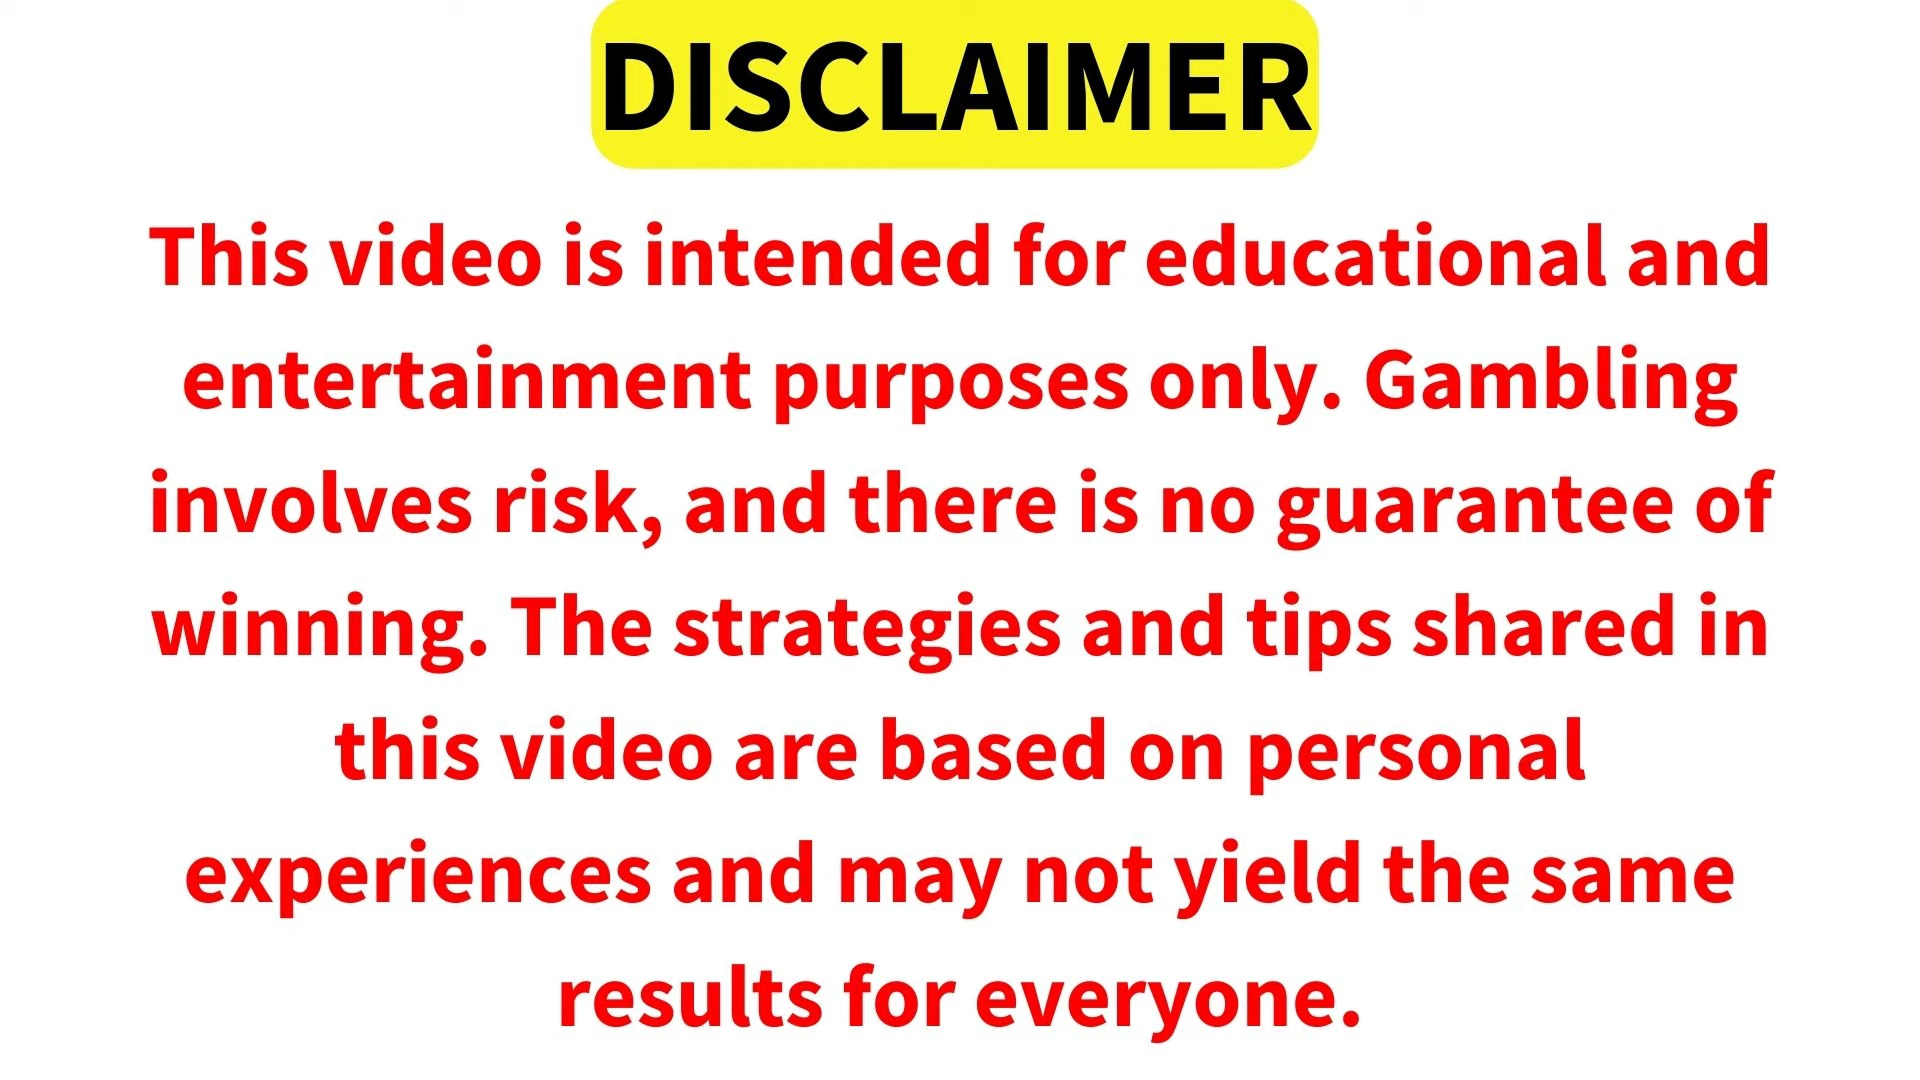 DISCLAIMER
This video is intended for educational and
entertainment purposes only. Gambling
involves risk, and there is no guarantee of
winning. The strategies and tips shared in
this video are based on personal
experiences and may not yield the same
results for everyone.